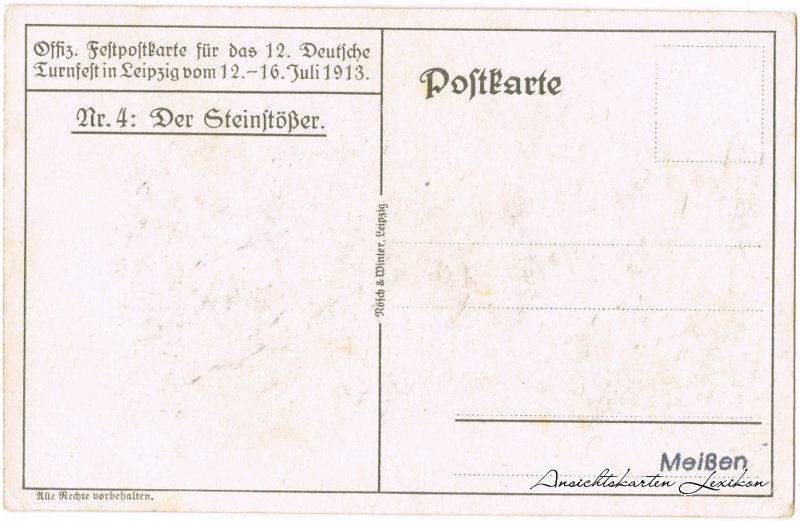 Offiz. Festpostkarte für das 12. Deutsche
Turnfest in Leipzig vom 12.-16. Juli 1913.
Nr. 4: Der Steinstößer.
Postkarte
Rösch & Winter, Leipzig
Meißen
Alle Rechte vorbehalten.
Ansichtskarten Lexikon